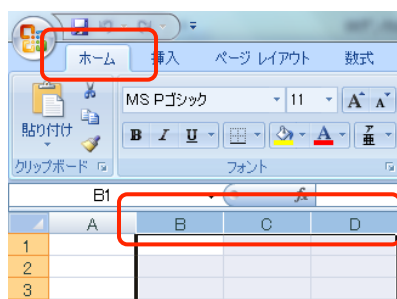 ホーム 挿入 ページ レイアウト 数式
MS Pゴシック 11 A A
貼り付け
B I U A 亜
クリップボード フォント
B1 fx
A B C D
1
2
3